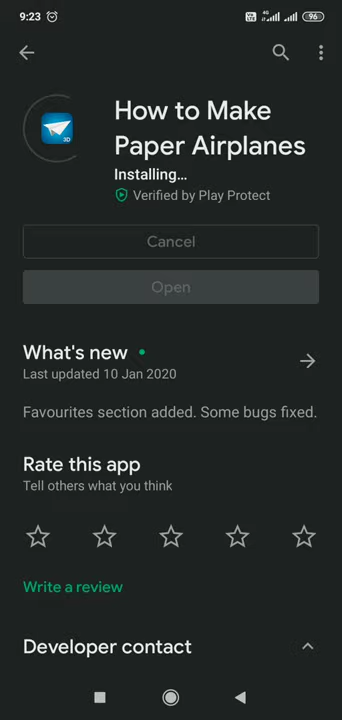 9:23
4G
96
How to Make
Paper Airplanes
Installing...
Verified by Play Protect
3D
Cancel
Open
What's new
Last updated 10 Jan 2020
Favourites section added. Some bugs fixed.
Rate this app
Tell others what you think
Write a review
Developer contact